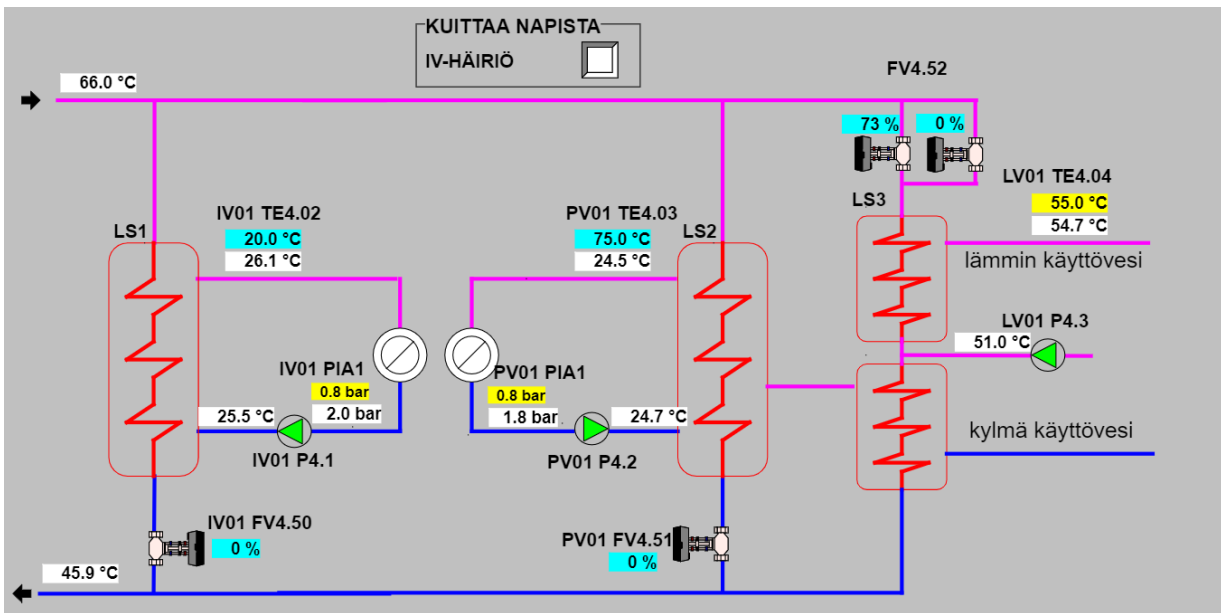 KUITTAA NAPISTA
IV-HÄIRIÖ
FV4.52
66.0 °C
73 %
0 %
LV01 TE4.04
55.0 °C
54.7 °C
LS3
IV01 TE4.02
20.0 °C
26.1 °C
LS1
PV01 TE4.03
75.0 °C
24.5 °C
LS2
lämmin käyttövesi
LV01 P4.3
51.0 °C
IV01 PIA1
0.8 bar
2.0 bar
PV01 PIA1
0.8 bar
1.8 bar
25.5 °C
24.7 °C
IV01 P4.1
PV01 P4.2
kylmä käyttövesi
IV01 FV4.50
0 %
PV01 FV4.51
0 %
45.9 °C